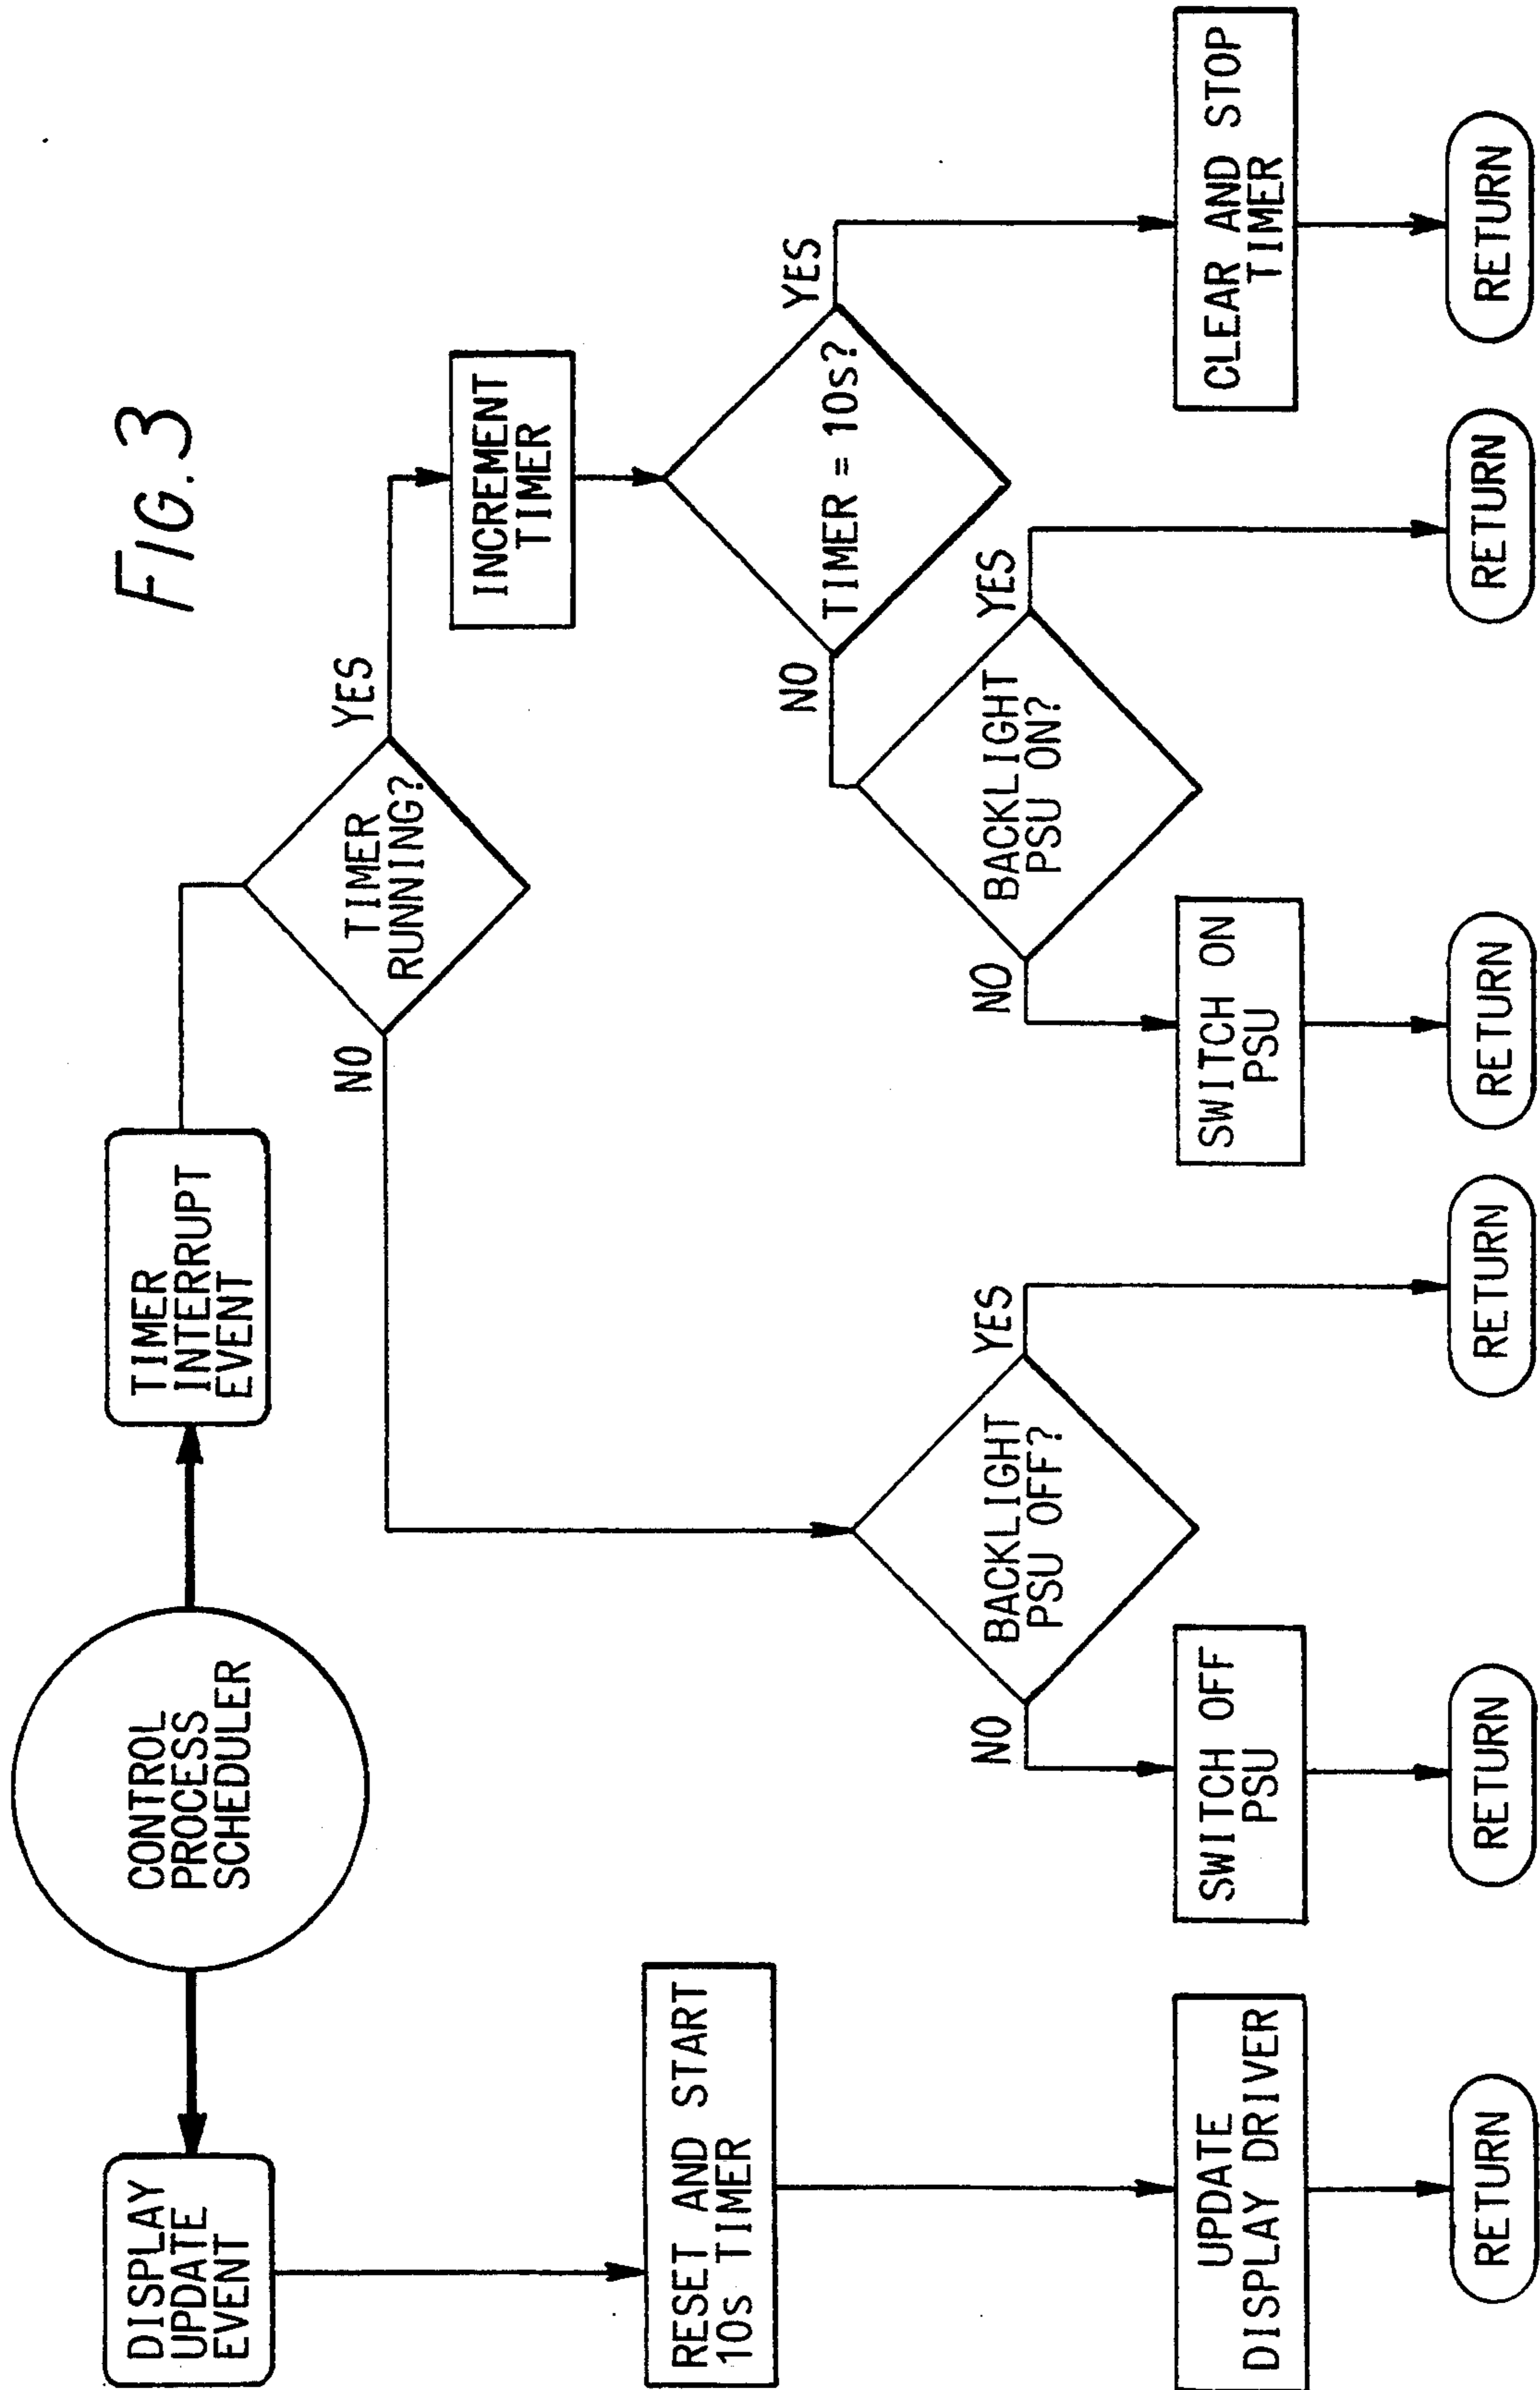 FIG. 3
CONTROL
PROCESS
SCHEDULER
DISPLAY
UPDATE
EVENT
TIMER
INTERRUPT
EVENT
RESET AND START
10s TIMER
UPDATE
DISPLAY DRIVER
RETURN
TIMER
RUNNING?
NO
YES
BACKLIGHT
PSU OFF?
NO
YES
SWITCH OFF
PSU
RETURN
RETURN
INCREMENT
TIMER
TIMER = 10s?
NO
YES
BACKLIGHT
PSU ON?
NO
YES
SWITCH ON
PSU
RETURN
RETURN
CLEAR AND STOP
TIMER
RETURN